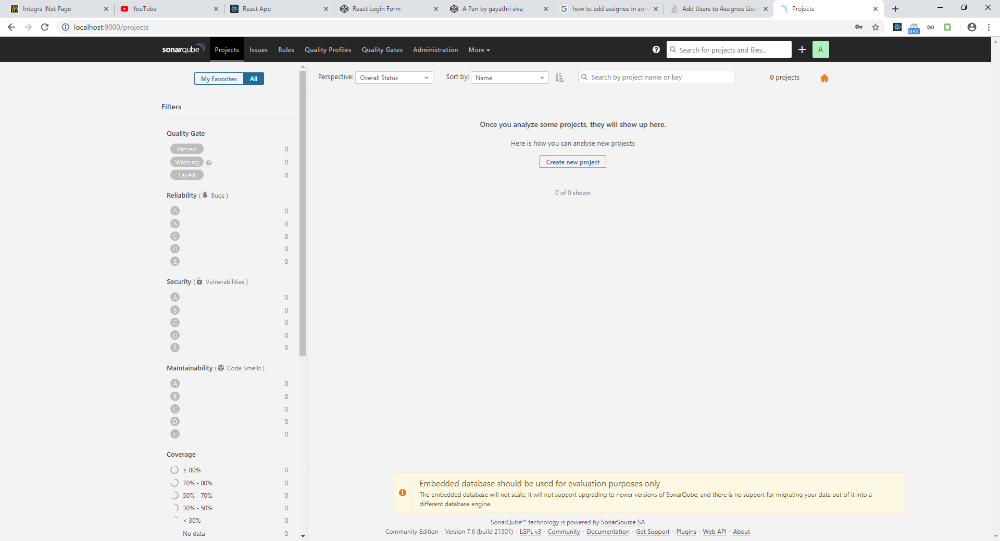 Integra iNet Page
YouTube
React App
React Login Form
A Pen by gayathri siva
how to add assignee in son
Add Users to Assignee List
Projects
localhost:9000/projects
0.51
sonarqube
Projects
Issues
Rules
Quality Profiles
Quality Gates
Administration
More
Search for projects and files...
A
My Favorites
All
Perspective:
Overall Status
Sort by:
Name
Search by project name or key
0 projects
Filters
Quality Gate
Passed 0
Warning ? 0
Failed 0
Reliability ( Bugs )
A 0
B 0
C 0
D 0
E 0
Security ( Vulnerabilities )
A 0
B 0
C 0
D 0
E 0
Maintainability ( Code Smells )
A 0
B 0
C 0
D 0
E 0
Coverage
≥ 80% 0
70% - 80% 0
50% - 70% 0
30% - 50% 0
< 30% 0
No data 0
Once you analyze some projects, they will show up here.
Here is how you can analyse new projects
Create new project
0 of 0 shown
Embedded database should be used for evaluation purposes only
The embedded database will not scale, it will not support upgrading to newer versions of SonarQube, and there is no support for migrating your data out of it into a
different database engine.
SonarQube™ technology is powered by SonarSource SA
Community Edition - Version 7.6 (build 21501) - LGPL v3 - Community - Documentation - Get Support - Plugins - Web API - About